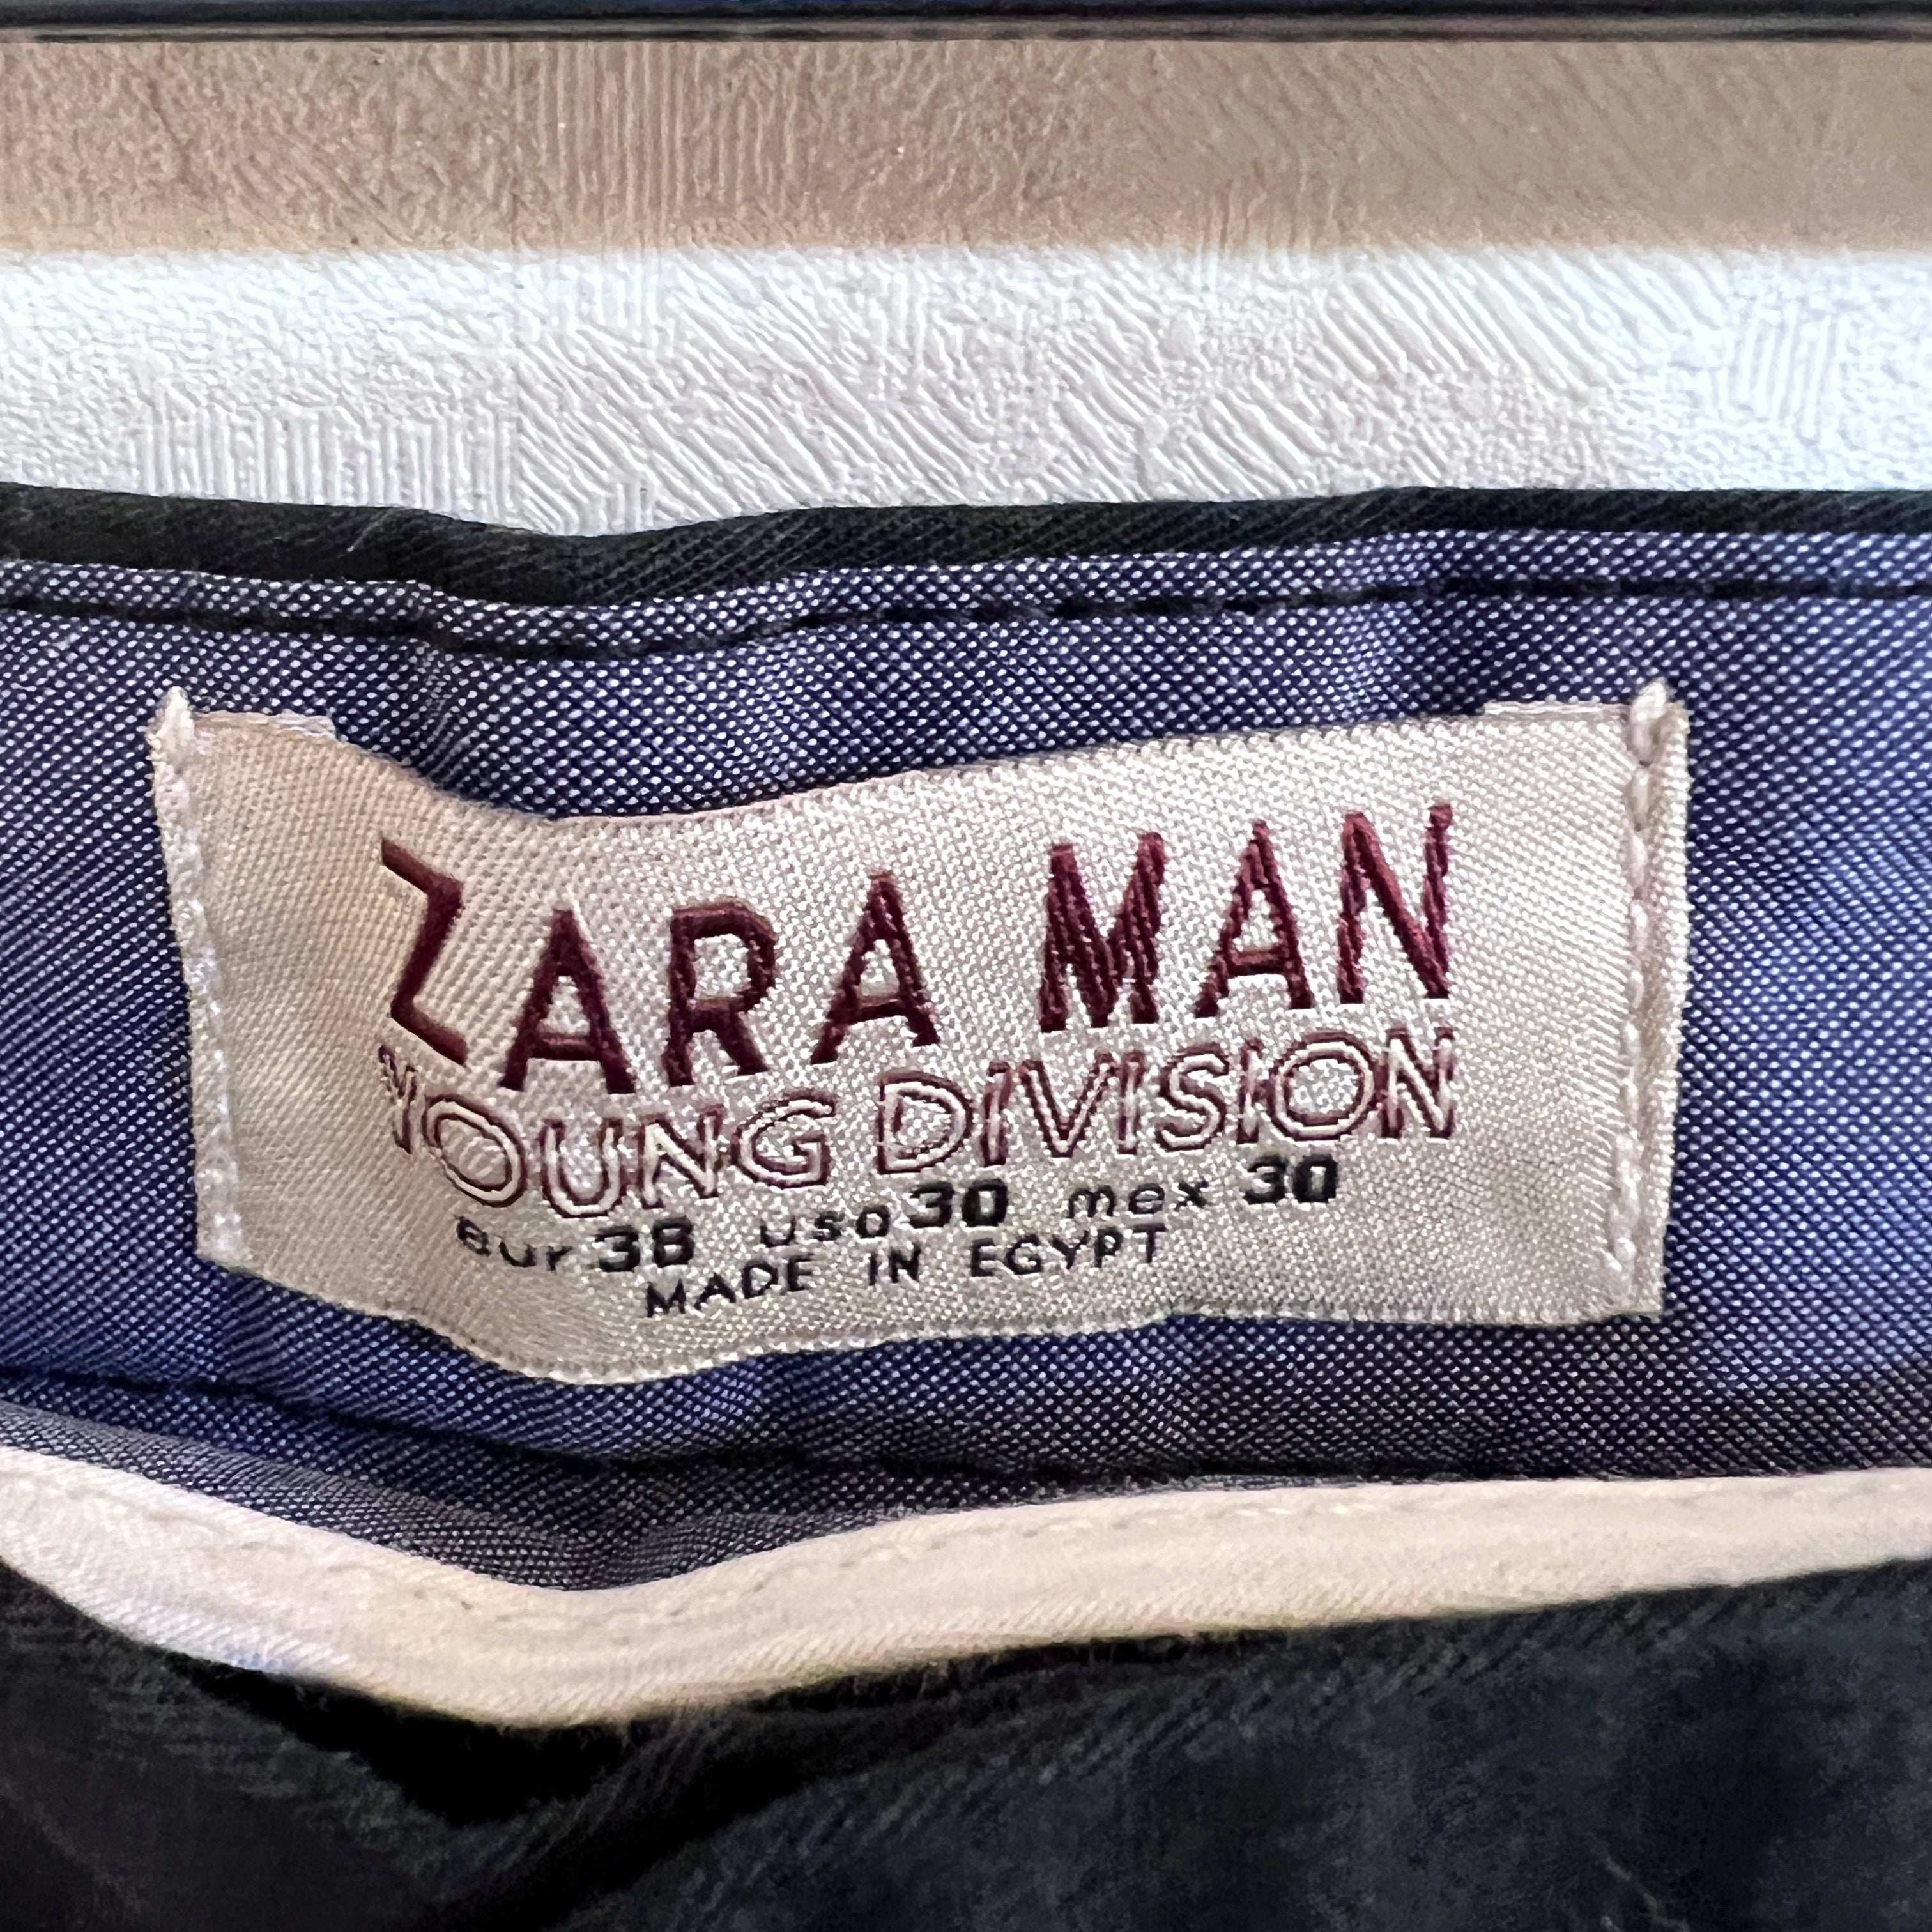 ZARA MAN
YOUNG DIVISION
eur 38 usa 30 mex 30
MADE IN EGYPT